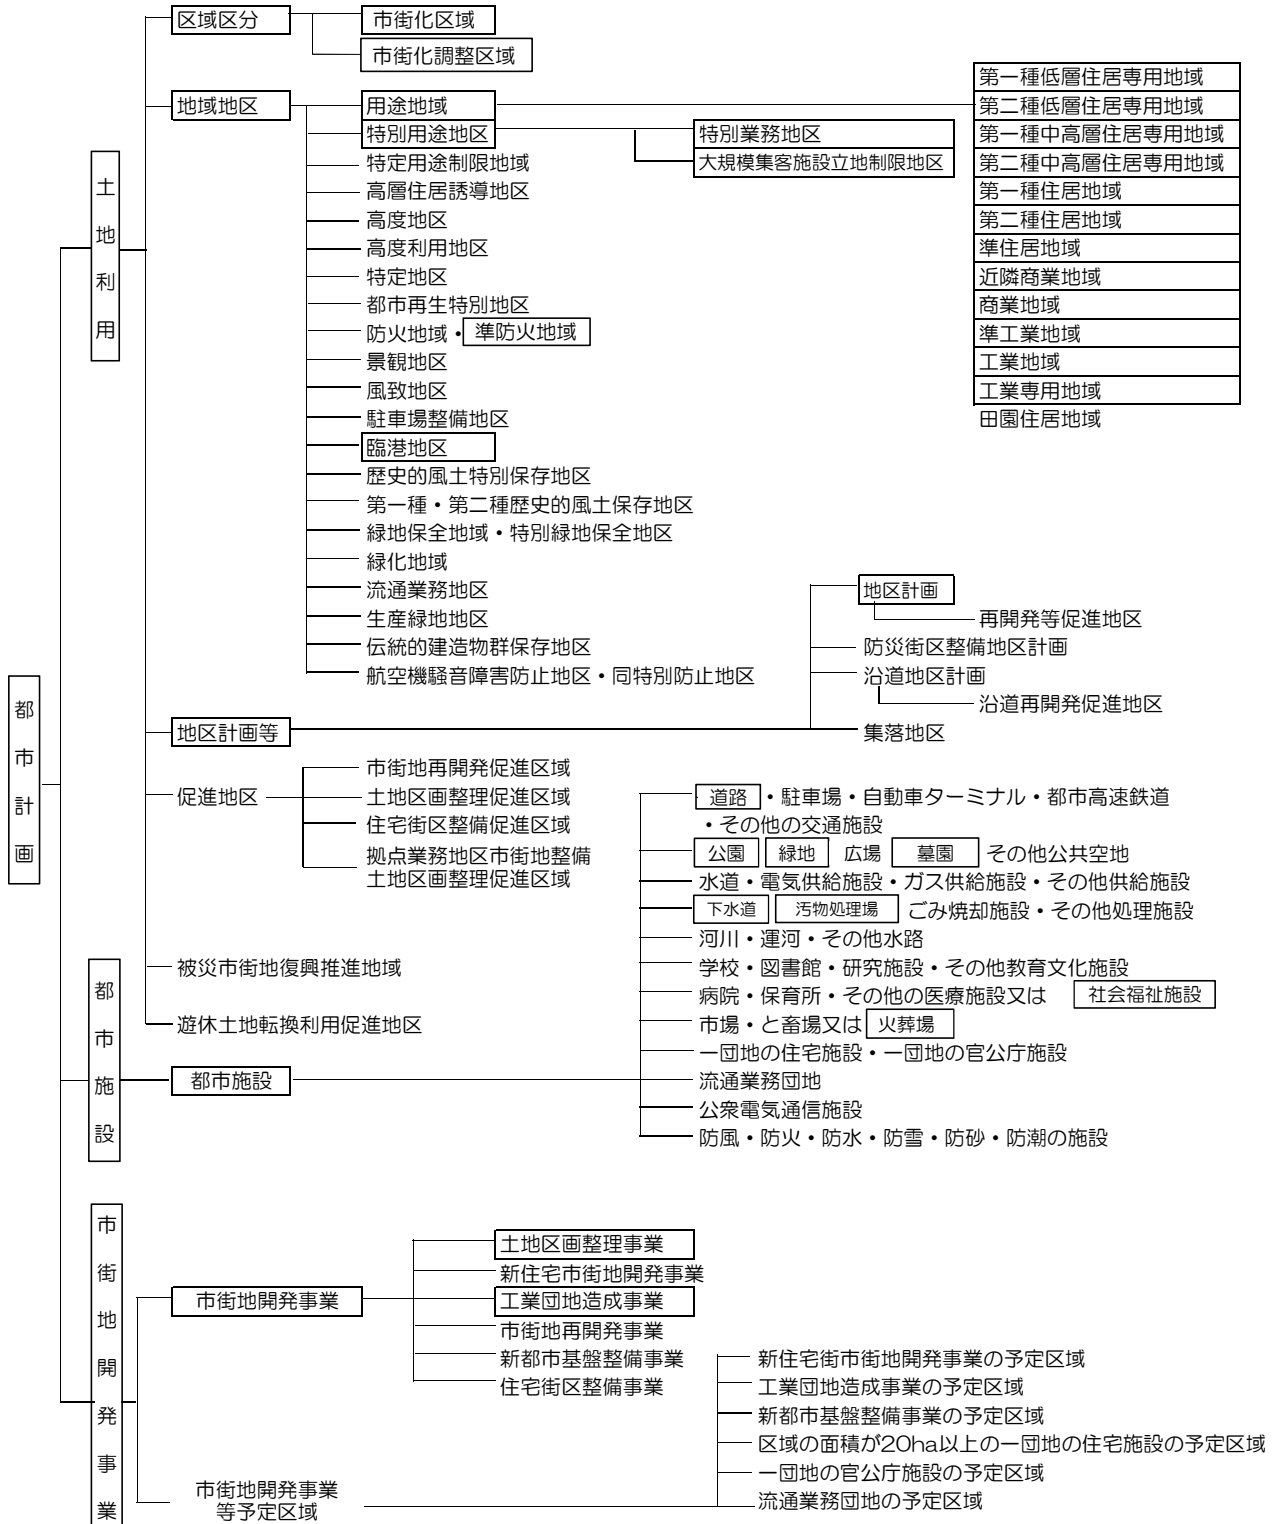 都市計画
土地利用
区域区分
市街化区域
市街化調整区域
地域地区
用途地域
第一種低層住居専用地域
第二種低層住居専用地域
第一種中高層住居専用地域
第二種中高層住居専用地域
第一種住居地域
第二種住居地域
準住居地域
近隣商業地域
商業地域
準工業地域
工業地域
工業専用地域
田園住居地域
特別用途地区
特別業務地区
大規模集客施設立地制限地区
特定用途制限地域
高層住居誘導地区
高度地区
高度利用地区
特定地区
都市再生特別地区
防火地域・準防火地域
景観地区
風致地区
駐車場整備地区
臨港地区
歴史的風土特別保存地区
第一種・第二種歴史的風土保存地区
緑地保全地域・特別緑地保全地区
緑化地域
流通業務地区
生産緑地地区
伝統的建造物群保存地区
航空機騒音障害防止地区・同特別防止地区
地区計画等
地区計画
再開発等促進地区
防災街区整備地区計画
沿道地区計画
沿道再開発促進地区
集落地区
促進地区
市街地再開発促進区域
土地区画整理促進区域
住宅街区整備促進区域
拠点業務地区市街地整備
土地区画整理促進区域
被災市街地復興推進地域
遊休土地転換利用促進地区
都市施設
都市施設
道路・駐車場・自動車ターミナル・都市高速鉄道
・その他の交通施設
公園 緑地 広場 墓園 その他公共空地
水道・電気供給施設・ガス供給施設・その他供給施設
下水道 汚物処理場 ごみ焼却施設・その他処理施設
河川・運河・その他水路
学校・図書館・研究施設・その他教育文化施設
病院・保育所・その他の医療施設又は 社会福祉施設
市場・と畜場又は 火葬場
一団地の住宅施設・一団地の官公庁施設
流通業務団地
公衆電気通信施設
防風・防火・防水・防雪・防砂・防潮の施設
市街地開発事業
市街地開発事業
土地区画整理事業
新住宅市街地開発事業
工業団地造成事業
市街地再開発事業
新都市基盤整備事業
住宅街区整備事業
市街地開発事業
等予定区域
新住宅街市街地開発事業の予定区域
工業団地造成事業の予定区域
新都市基盤整備事業の予定区域
区域の面積が20ha以上の一団地の住宅施設の予定区域
一団地の官公庁施設の予定区域
流通業務団地の予定区域